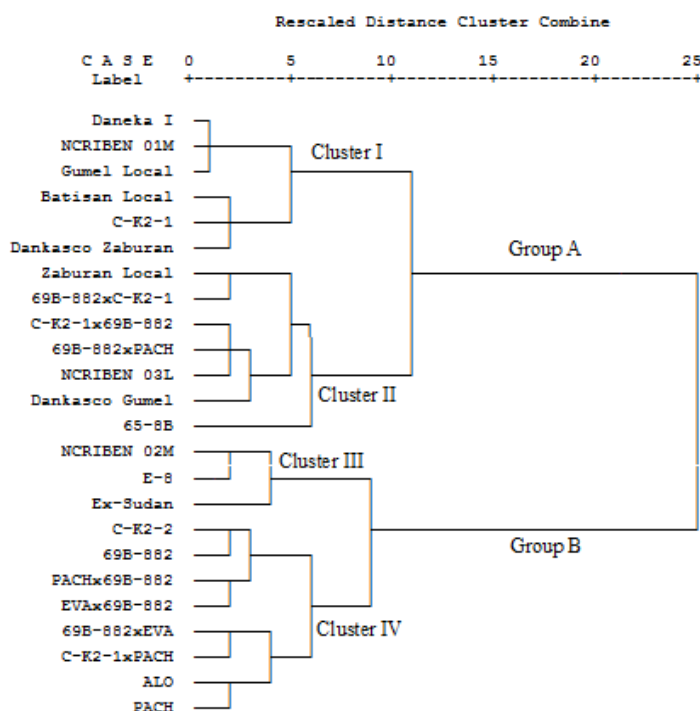 Rescaled Distance Cluster Combine
C A S E 0 5 10 15 20 25
Label +---------+---------+---------+---------+---------+
Daneka I
NCRIBEN 01M
Cluster I
Gumel Local
Batisan Local
C-K2-1
Dankasco Zaburan
Group A
Zaburan Local
69B-882xC-K2-1
C-K2-1x69B-882
69B-882xPACH
NCRIBEN 03L
Cluster II
Dankasco Gumel
65-8B
NCRIBEN 02M
Cluster III
E-8
Ex-Sudan
C-K2-2
Group B
69B-882
PACHx69B-882
EVAx69B-882
69B-882xEVA
Cluster IV
C-K2-1xPACH
ALO
PACH